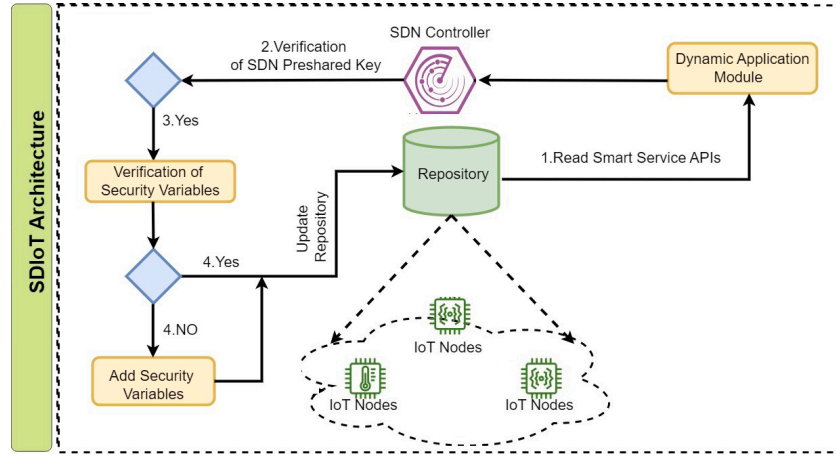 SDIoT Architecture
SDN Controller
2.Verification
of SDN Preshared Key
Dynamic Application
Module
3.Yes
Verification of
Security Variables
Repository
1.Read Smart Service APIs
Update
Repository
4.Yes
4.NO
Add Security
Variables
IoT Nodes
IoT Nodes
IoT Nodes